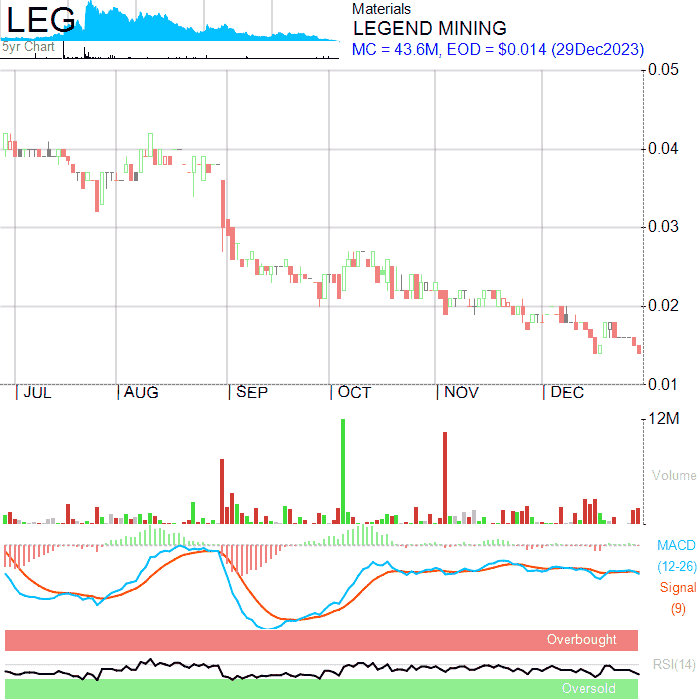 LEG
5yr Chart
Materials
LEGEND MINING
MC = 43.6M, EOD = $0.014 (29Dec2023)
0.05
0.04
0.03
0.02
0.01
JUL AUG SEP OCT NOV DEC
12M
Volume
MACD
(12-26)
Signal
(9)
Overbought
RSI(14)
Oversold